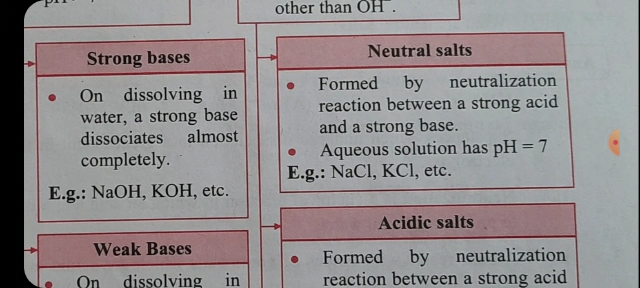 other than OH⁻.
Strong bases
• On dissolving in
water, a strong base
dissociates almost
completely.
E.g.: NaOH, KOH, etc.
Weak Bases
• On dissolving in
Neutral salts
• Formed by neutralization
reaction between a strong acid
and a strong base.
• Aqueous solution has pH = 7
E.g.: NaCl, KCl, etc.
Acidic salts
• Formed by neutralization
reaction between a strong acid